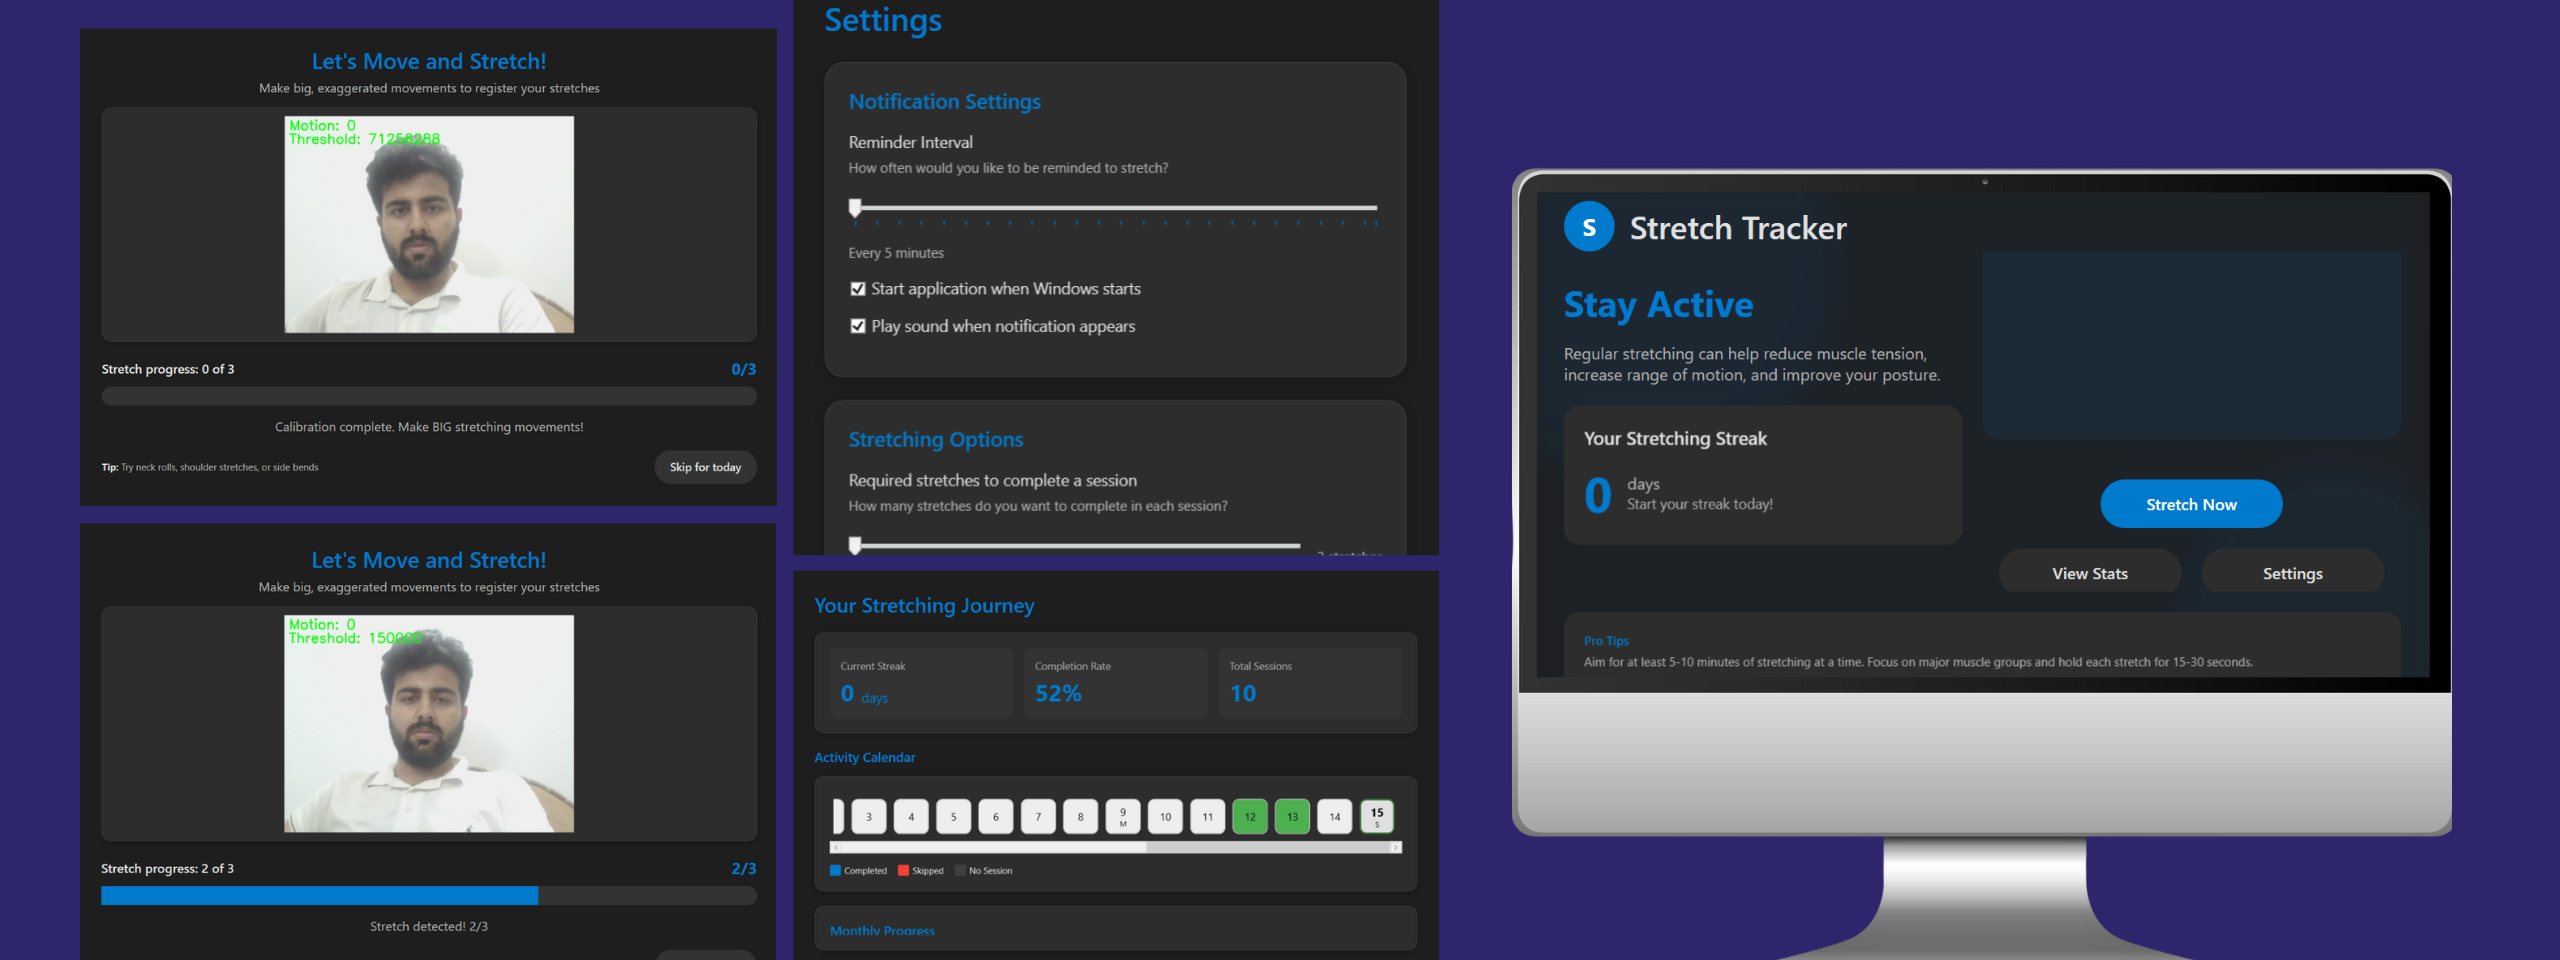 Let's Move and Stretch!
Make big, exaggerated movements to register your stretches
Motion: 0
Threshold: 71258288
Stretch progress: 0 of 3
0/3
Calibration complete. Make BIG stretching movements!
Tip: Try neck rolls, shoulder stretches, or side bends
Skip for today
Let's Move and Stretch!
Make big, exaggerated movements to register your stretches
Motion: 0
Threshold: 150000
Stretch progress: 2 of 3
2/3
Stretch detected! 2/3
Settings
Notification Settings
Reminder Interval
How often would you like to be reminded to stretch?
Every 5 minutes
Start application when Windows starts
Play sound when notification appears
Stretching Options
Required stretches to complete a session
How many stretches do you want to complete in each session?
Your Stretching Journey
Current Streak
0 days
Completion Rate
52%
Total Sessions
10
Activity Calendar
3 4 5 6 7 8 9 10 11 12 13 14 15
M S
Completed Skipped No Session
Monthly Progress
S Stretch Tracker
Stay Active
Regular stretching can help reduce muscle tension,
increase range of motion, and improve your posture.
Your Stretching Streak
0 days
Start your streak today!
Stretch Now
View Stats
Settings
Pro Tips
Aim for at least 5-10 minutes of stretching at a time. Focus on major muscle groups and hold each stretch for 15-30 seconds.